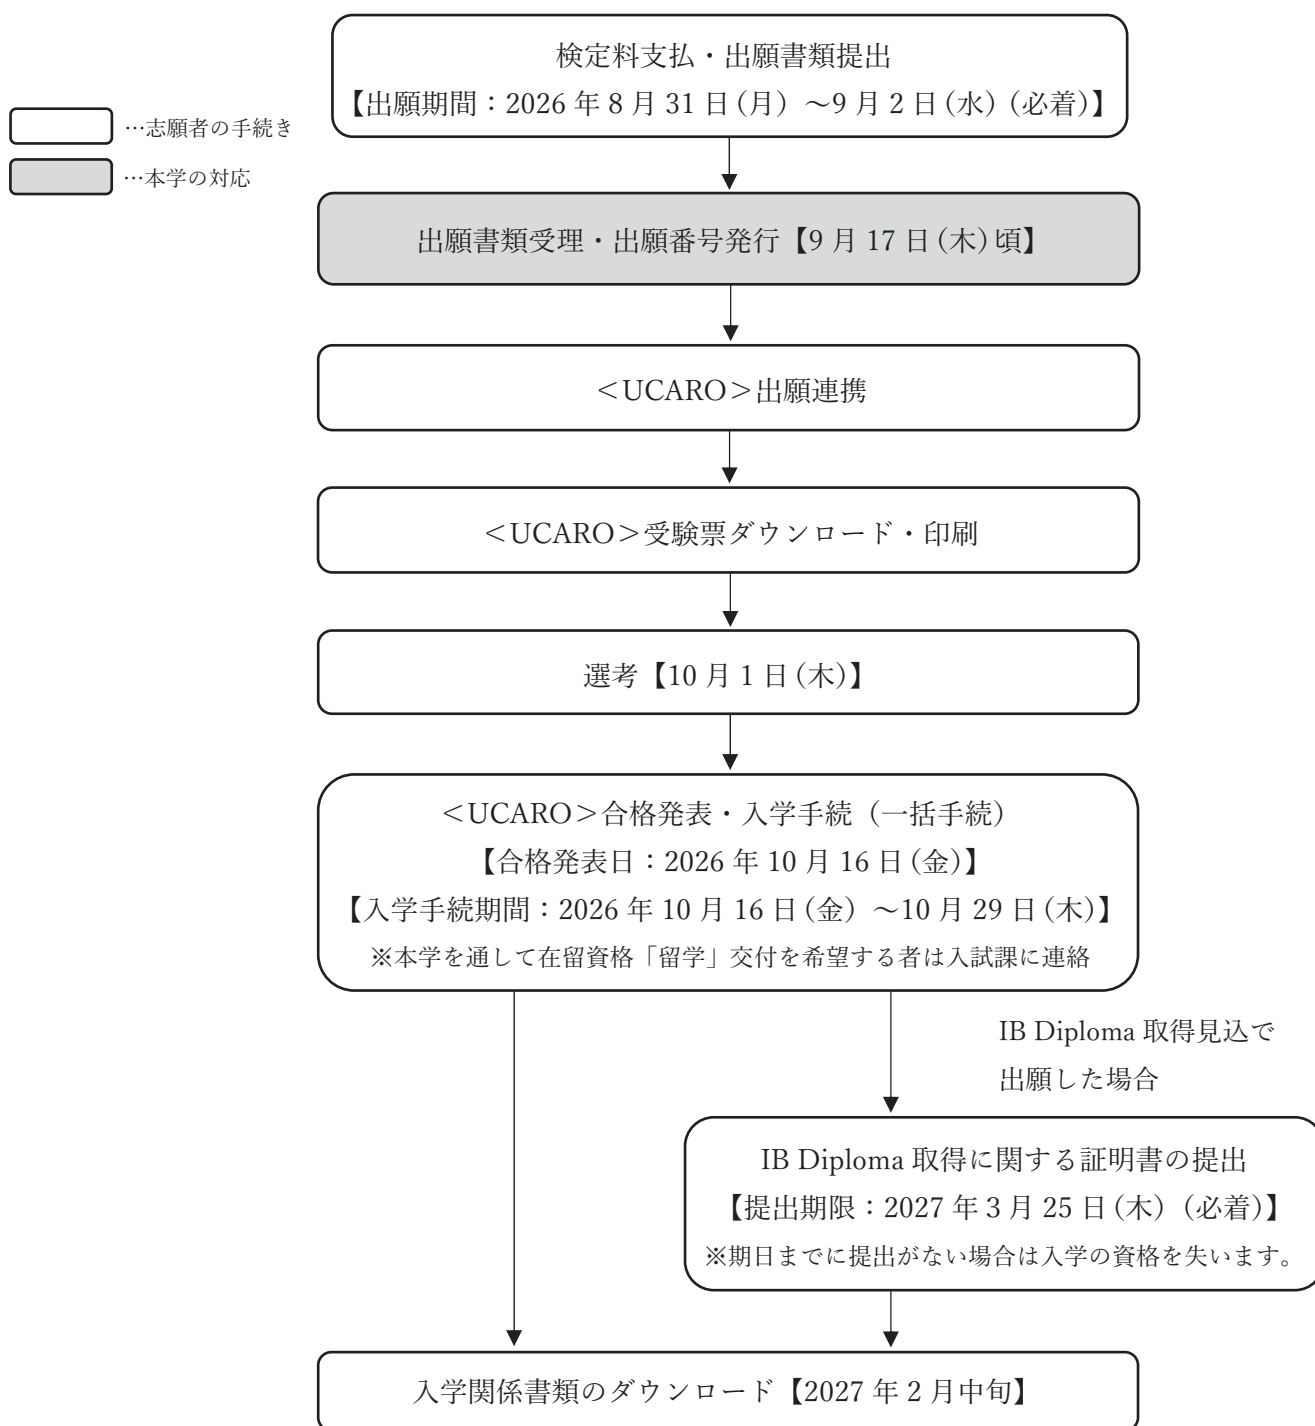 検定料支払・出願書類提出
【出願期間：2026 年 8 月 31 日(月) ～9 月 2 日(水) (必着)】
…志願者の手続き
…本学の対応
出願書類受理・出願番号発行【9 月 17 日(木)頃】
＜UCARO＞出願連携
＜UCARO＞受験票ダウンロード・印刷
選考【10 月 1 日(木)】
＜UCARO＞合格発表・入学手続（一括手続）
【合格発表日：2026 年 10 月 16 日(金)】
【入学手続期間：2026 年 10 月 16 日(金) ～10 月 29 日(木)】
※本学を通して在留資格「留学」交付を希望する者は入試課に連絡
IB Diploma 取得見込で
出願した場合
IB Diploma 取得に関する証明書の提出
【提出期限：2027 年 3 月 25 日(木) (必着)】
※期日までに提出がない場合は入学の資格を失います。
入学関係書類のダウンロード【2027 年 2 月中旬】